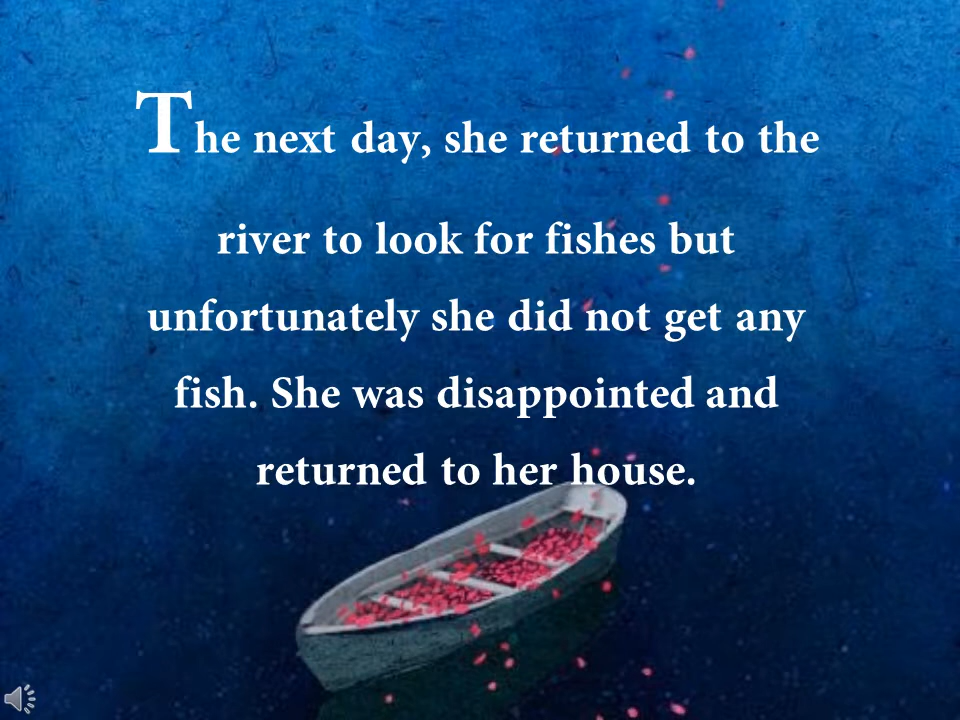 The next day, she returned to the
river to look for fishes but
unfortunately she did not get any
fish. She was disappointed and
returned to her house.